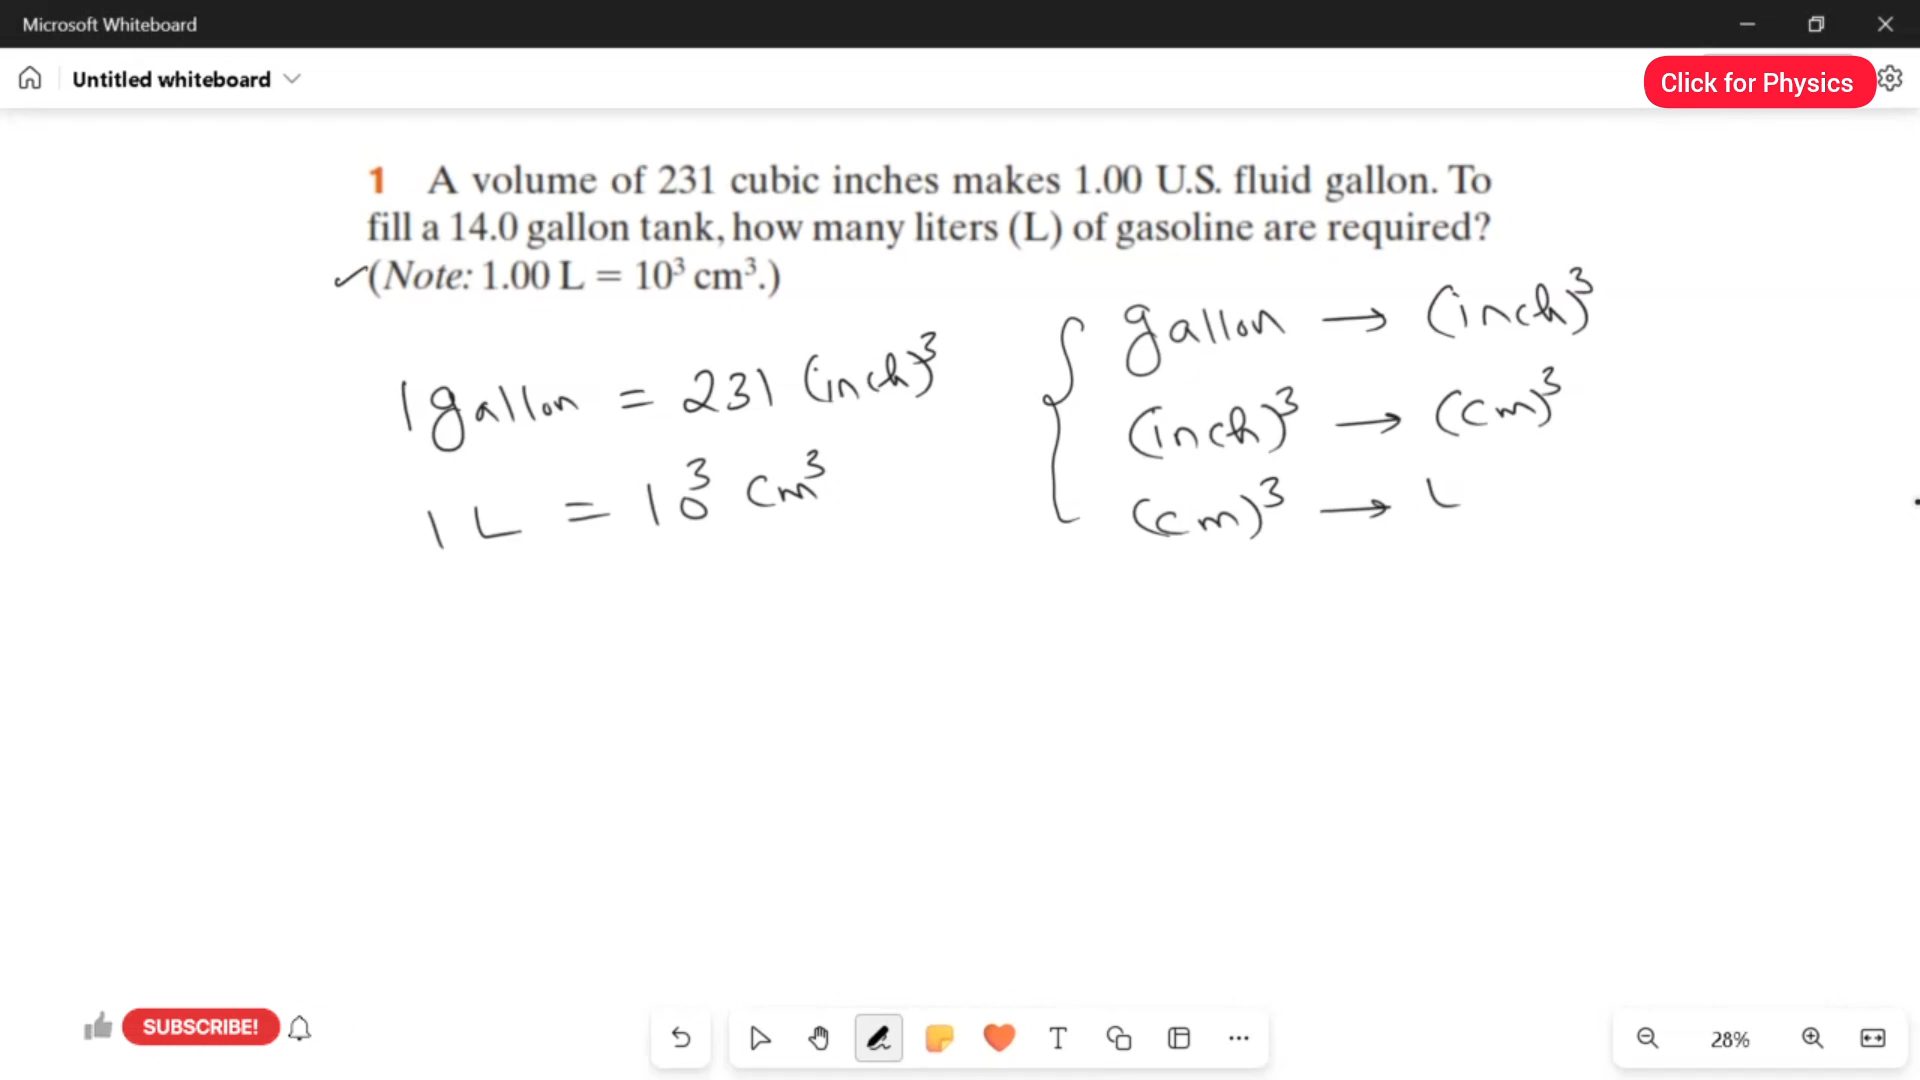 Microsoft Whiteboard
Untitled whiteboard
Click for Physics
1 A volume of 231 cubic inches makes 1.00 U.S. fluid gallon. To
fill a 14.0 gallon tank, how many liters (L) of gasoline are required?
(Note: 1.00 L = 10³ cm³.)
1 gallon = 231 (inch)³
1 L = 10³ cm³
gallon → (inch)³
(inch)³ → (cm)³
(cm)³ → L
SUBSCRIBE!
T
28%